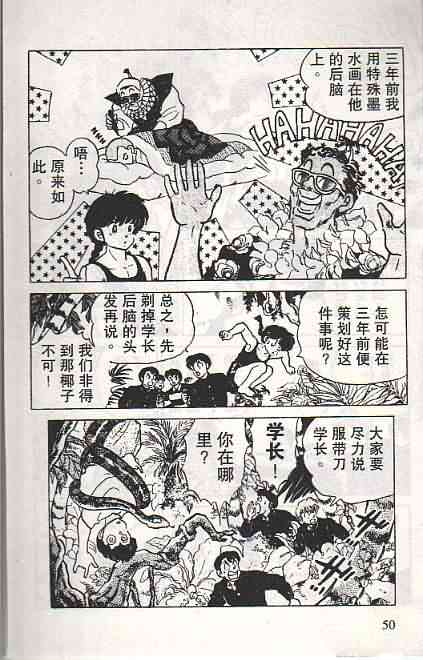 三年前我
用特殊墨
水画在他
的后脑
上。
HAHAHAHAHA
唔…
原来如
此。
怎可能在
三年前便
策划好这
件事呢？
总之，先
剃掉学长
后脑的头
发再说。
我们非得
到那椰子
不可！
大家要
尽力说
服带刀
学长。
学长！
你在哪
里？
50